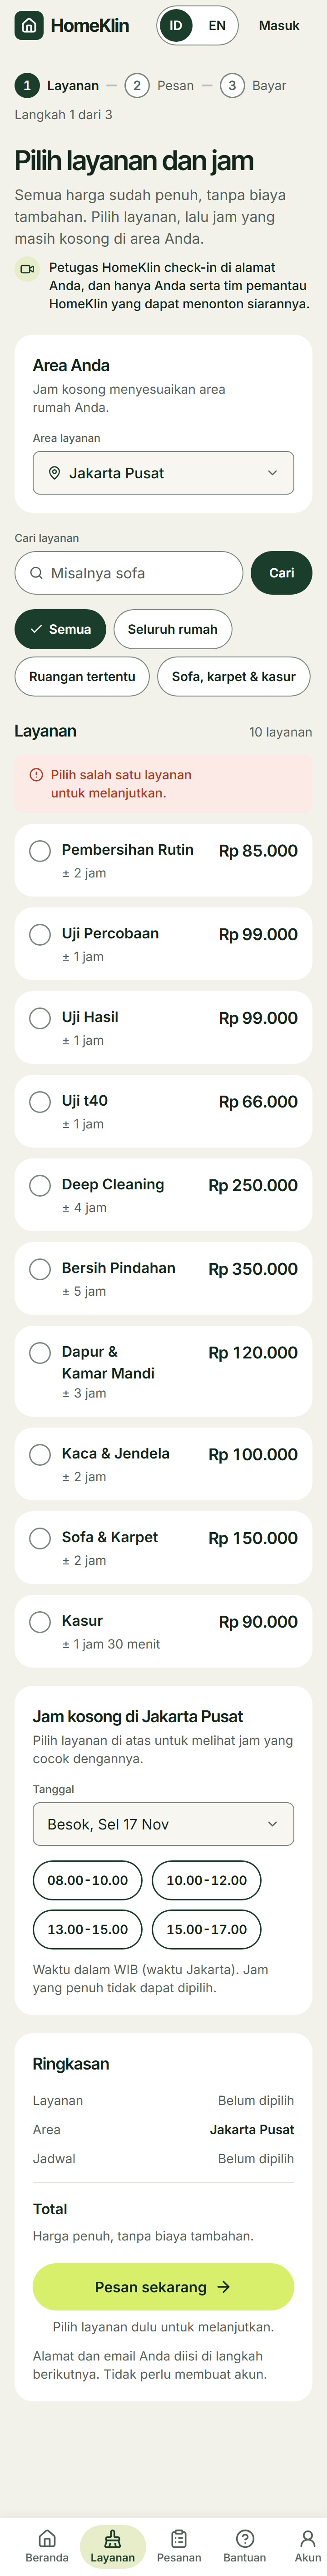 HomeKlin
ID EN
Masuk
1 Layanan 2 Pesan 3 Bayar
Langkah 1 dari 3
Pilih layanan dan jam
Semua harga sudah penuh, tanpa biaya
tambahan. Pilih layanan, lalu jam yang
masih kosong di area Anda.
Petugas HomeKlin check-in di alamat
Anda, dan hanya Anda serta tim pemantau
HomeKlin yang dapat menonton siarannya.
Area Anda
Jam kosong menyesuaikan area
rumah Anda.
Area layanan
Jakarta Pusat
Cari layanan
Misalnya sofa
Cari
Semua
Seluruh rumah
Ruangan tertentu
Sofa, karpet & kasur
Layanan
10 layanan
Pilih salah satu layanan
untuk melanjutkan.
Pembersihan Rutin Rp 85.000
± 2 jam
Uji Percobaan Rp 99.000
± 1 jam
Uji Hasil Rp 99.000
± 1 jam
Uji t40 Rp 66.000
± 1 jam
Deep Cleaning Rp 250.000
± 4 jam
Bersih Pindahan Rp 350.000
± 5 jam
Dapur & Rp 120.000
Kamar Mandi
± 3 jam
Kaca & Jendela Rp 100.000
± 2 jam
Sofa & Karpet Rp 150.000
± 2 jam
Kasur Rp 90.000
± 1 jam 30 menit
Jam kosong di Jakarta Pusat
Pilih layanan di atas untuk melihat jam yang
cocok dengannya.
Tanggal
Besok, Sel 17 Nov
08.00-10.00 10.00-12.00
13.00-15.00 15.00-17.00
Waktu dalam WIB (waktu Jakarta). Jam
yang penuh tidak dapat dipilih.
Ringkasan
Layanan Belum dipilih
Area Jakarta Pusat
Jadwal Belum dipilih
Total
Harga penuh, tanpa biaya tambahan.
Pesan sekarang
Pilih layanan dulu untuk melanjutkan.
Alamat dan email Anda diisi di langkah
berikutnya. Tidak perlu membuat akun.
Beranda Layanan Pesanan Bantuan Akun